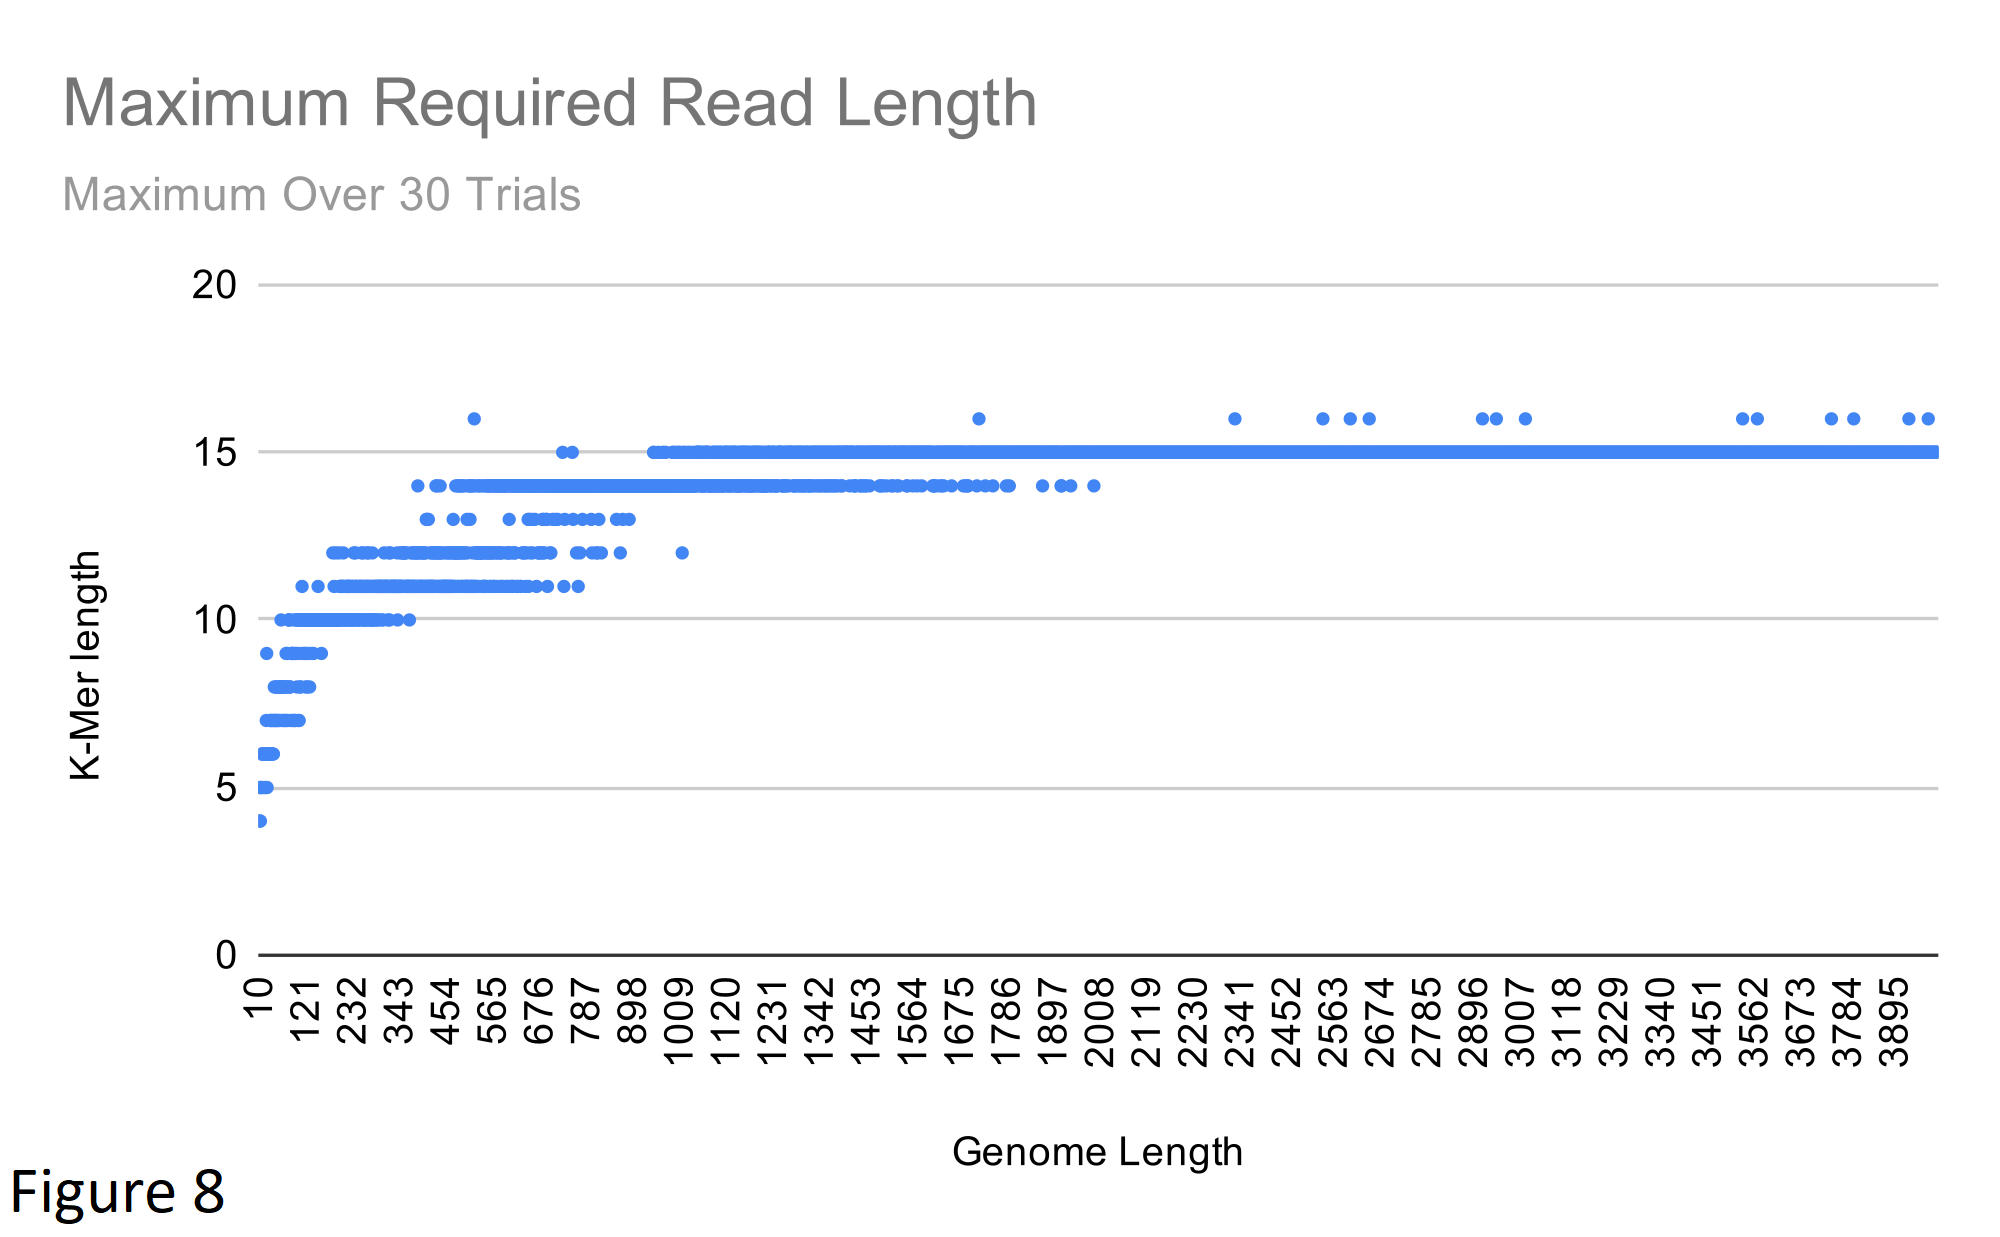 Maximum Required Read Length
Maximum Over 30 Trials
20
15
10
5
0
K-Mer length
10 121 232 343 454 565 676 787 898 1009 1120 1231 1342 1453 1564 1675 1786 1897 2008 2119 2230 2341 2452 2563 2674 2785 2896 3007 3118 3229 3340 3451 3562 3673 3784 3895
Genome Length
Figure 8